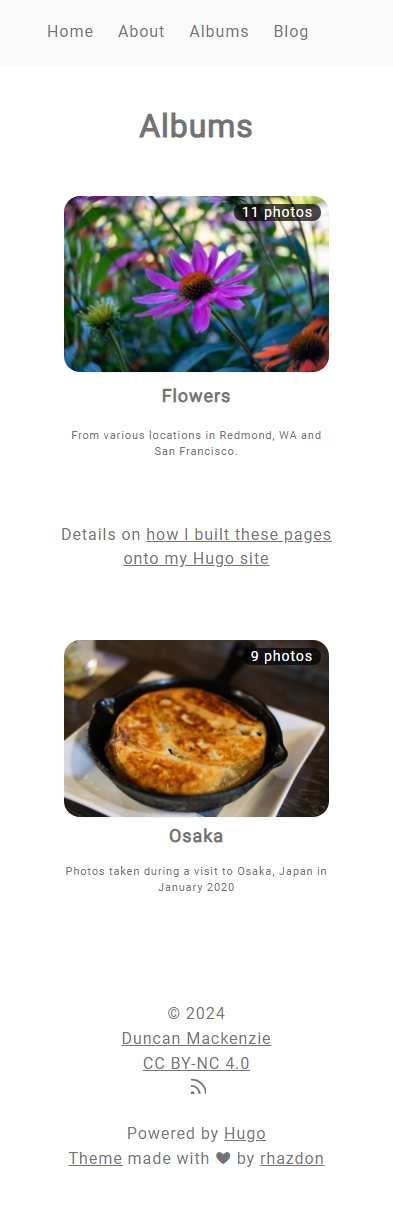 Home About Albums Blog
Albums
11 photos
Flowers
From various locations in Redmond, WA and
San Francisco.
Details on how I built these pages
onto my Hugo site
9 photos
Osaka
Photos taken during a visit to Osaka, Japan in
January 2020
© 2024
Duncan Mackenzie
CC BY-NC 4.0
Powered by Hugo
Theme made with ♥ by rhazdon